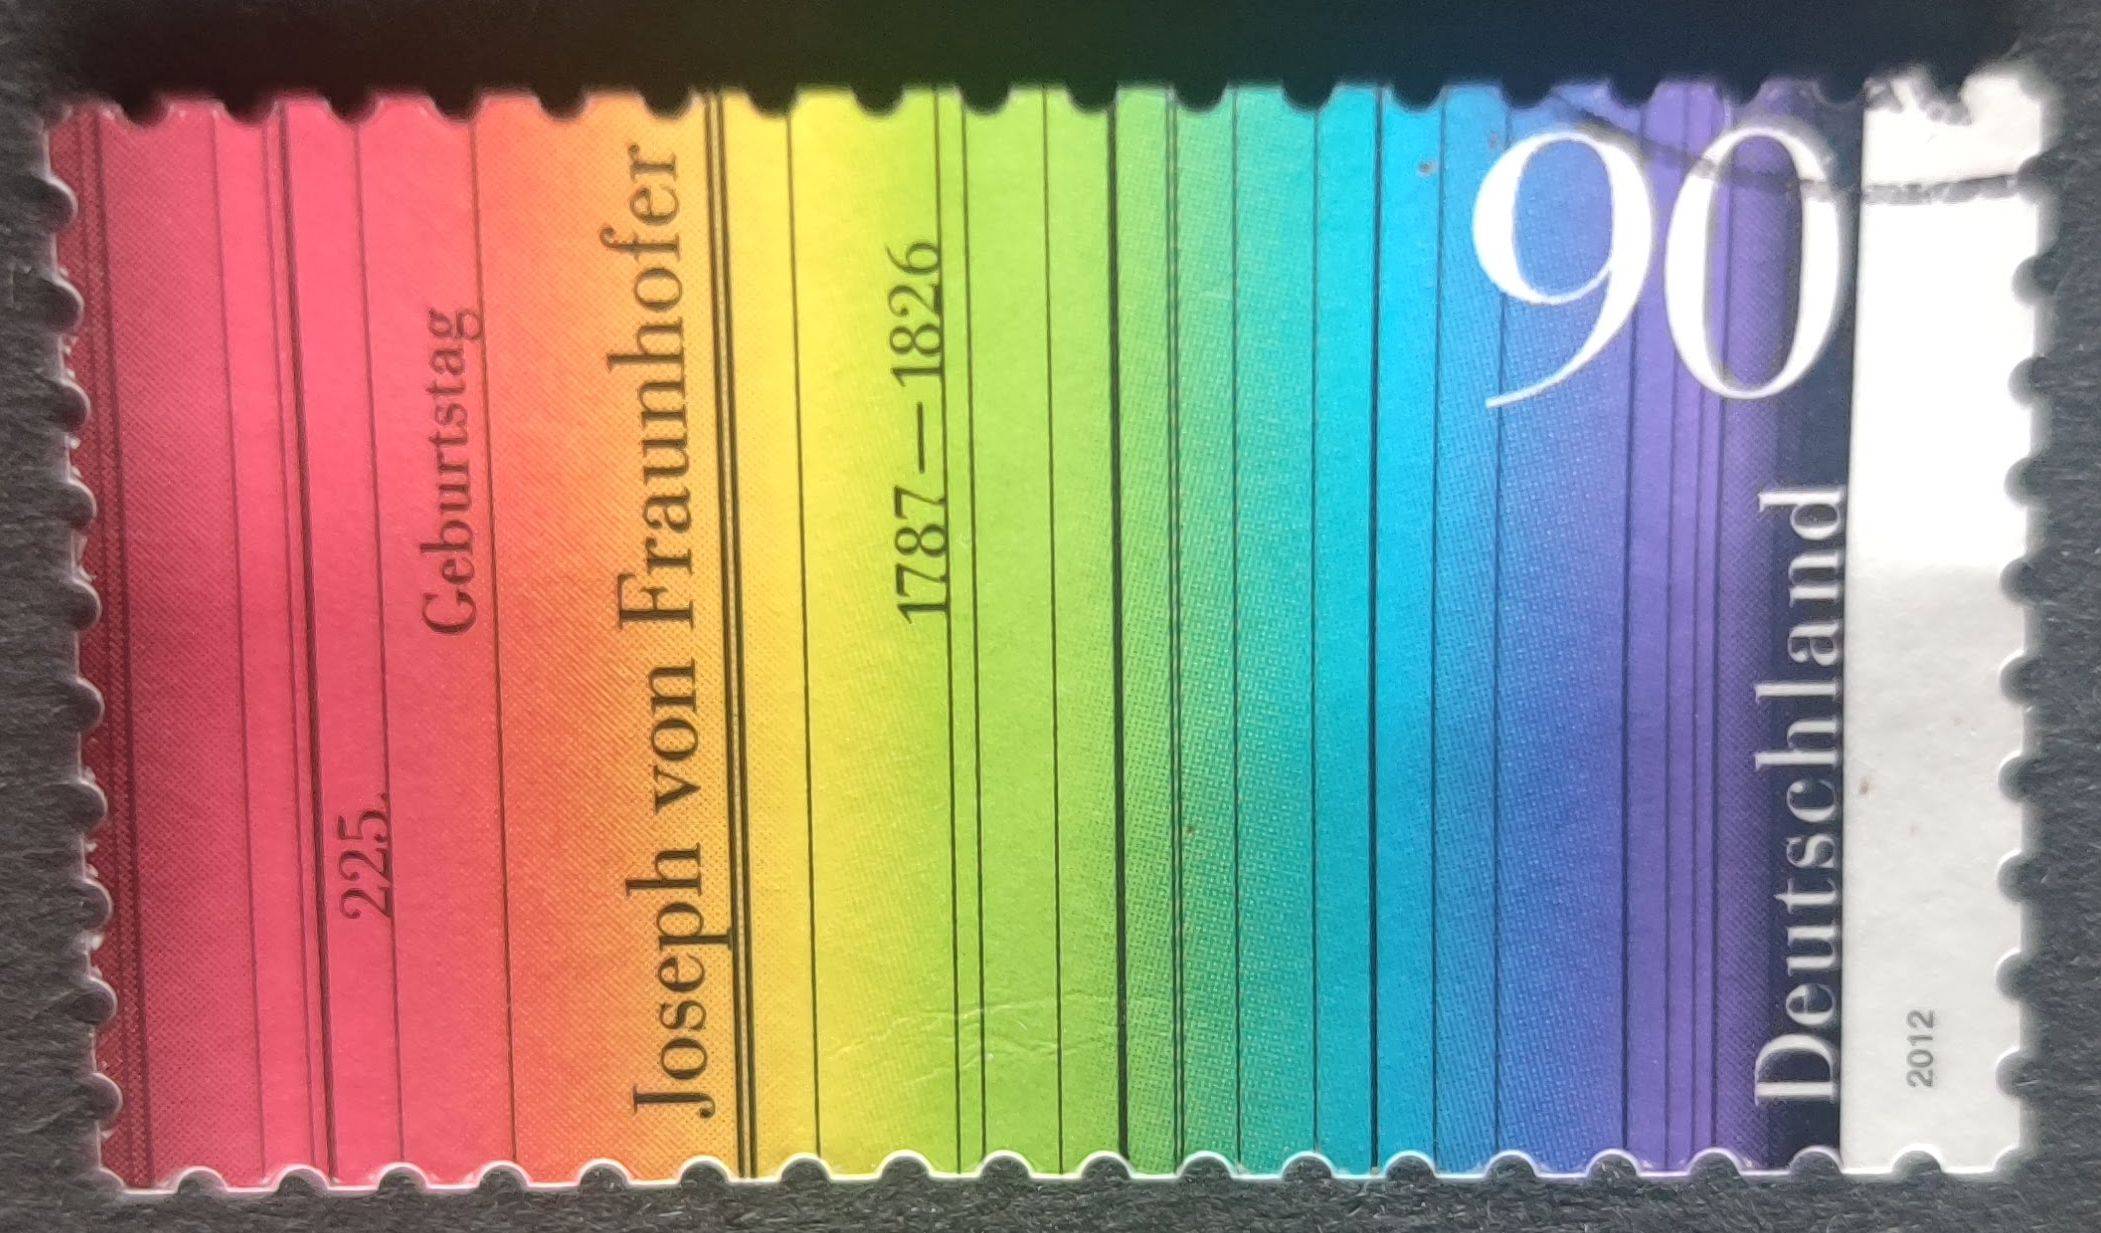 225.
Geburtstag
Joseph von Fraunhofer
1787–1826
90
Deutschland
2012